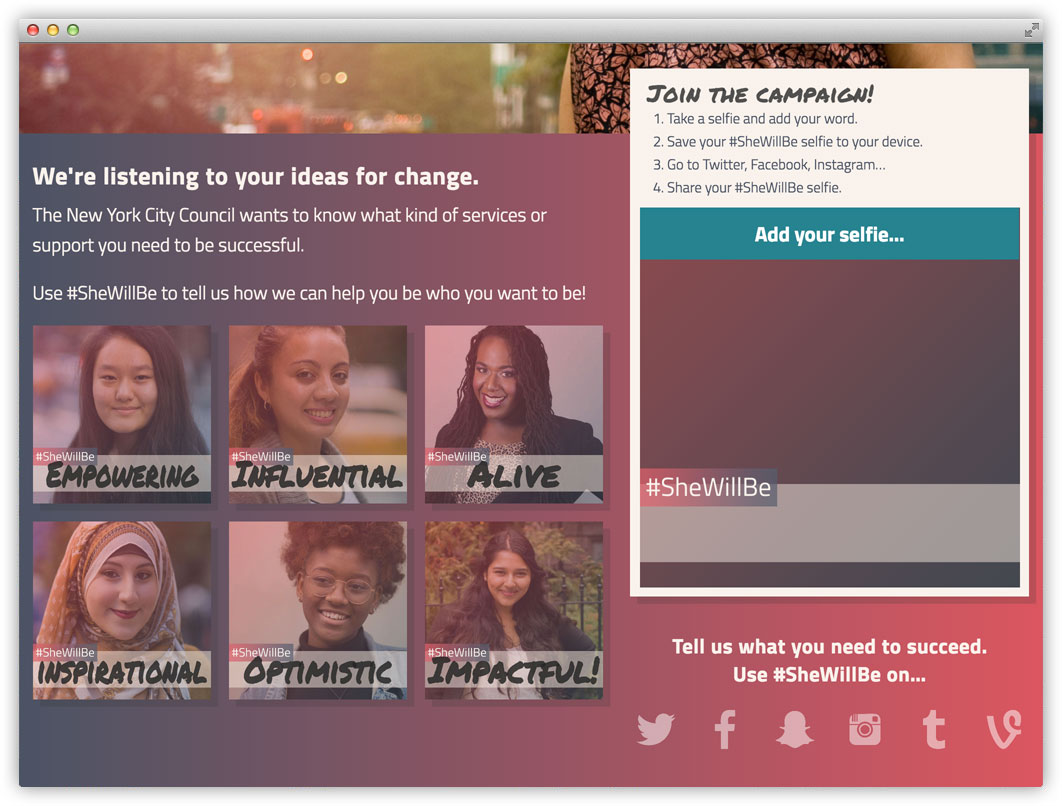 We're listening to your ideas for change.
The New York City Council wants to know what kind of services or
support you need to be successful.
Use #SheWillBe to tell us how we can help you be who you want to be!
#SheWillBe
Empowering
#SheWillBe
Influential
#SheWillBe
Alive
#SheWillBe
inspirational
#SheWillBe
Optimistic
#SheWillBe
Impactful!
Join the campaign!
1. Take a selfie and add your word.
2. Save your #SheWillBe selfie to your device.
3. Go to Twitter, Facebook, Instagram...
4. Share your #SheWillBe selfie.
Add your selfie...
#SheWillBe
Tell us what you need to succeed.
Use #SheWillBe on...